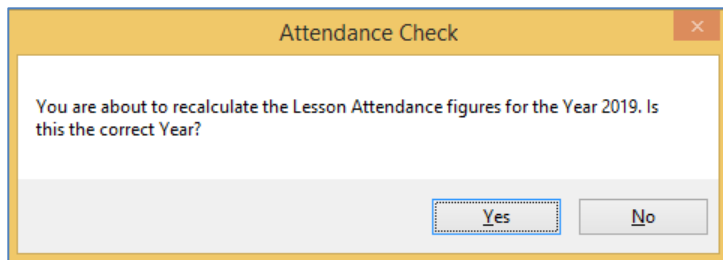 Attendance Check
You are about to recalculate the Lesson Attendance figures for the Year 2019. Is
this the correct Year?
Yes
No